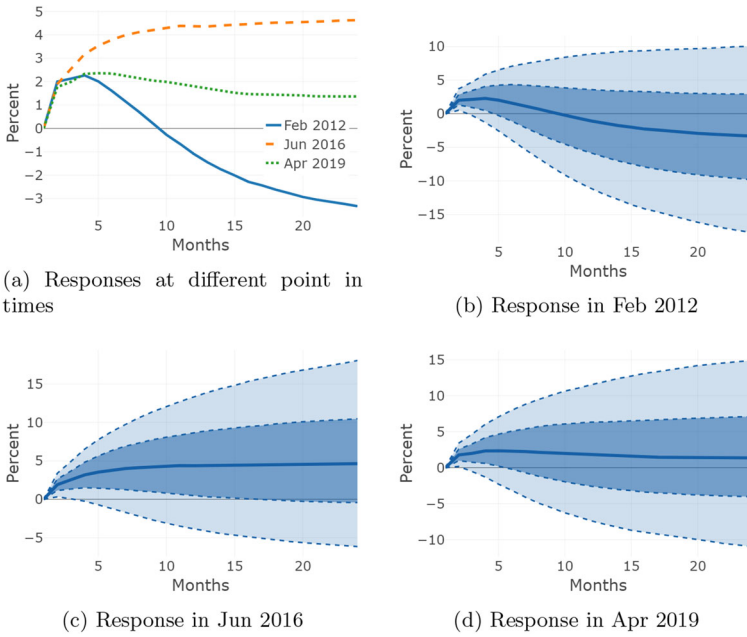 5
4
3
2
1
0
−1
−2
−3
Percent
5
10
15
20
Months
Feb 2012
Jun 2016
Apr 2019
(a) Responses at different point in
times
10
5
0
−5
−10
−15
Percent
5
10
15
20
Months
(b) Response in Feb 2012
15
10
5
0
−5
Percent
5
10
15
20
Months
(c) Response in Jun 2016
15
10
5
0
−5
−10
Percent
5
10
15
20
Months
(d) Response in Apr 2019